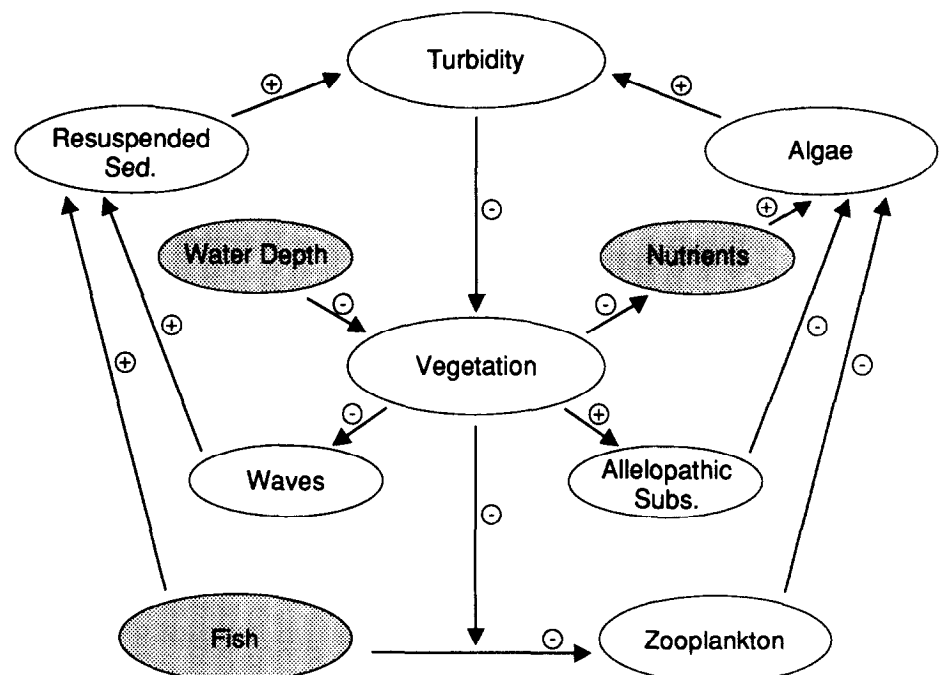 Turbidity
⊕
⊕
Resuspended
Sed.
Algae
⊖
⊕
Water Depth
Nutrients
⊖
⊖
⊕
⊖
⊕
Vegetation
⊖
⊖
⊕
Waves
Allelopathic
Subs.
⊖
Fish
⊖
Zooplankton